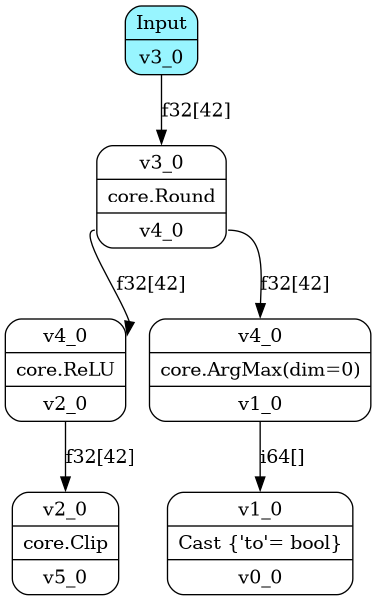 Input
v3_0
f32[42]
v3_0
core.Round
v4_0
f32[42]
f32[42]
v4_0
core.ReLU
v2_0
v4_0
core.ArgMax(dim=0)
v1_0
f32[42]
i64[]
v2_0
core.Clip
v5_0
v1_0
Cast {'to'= bool}
v0_0